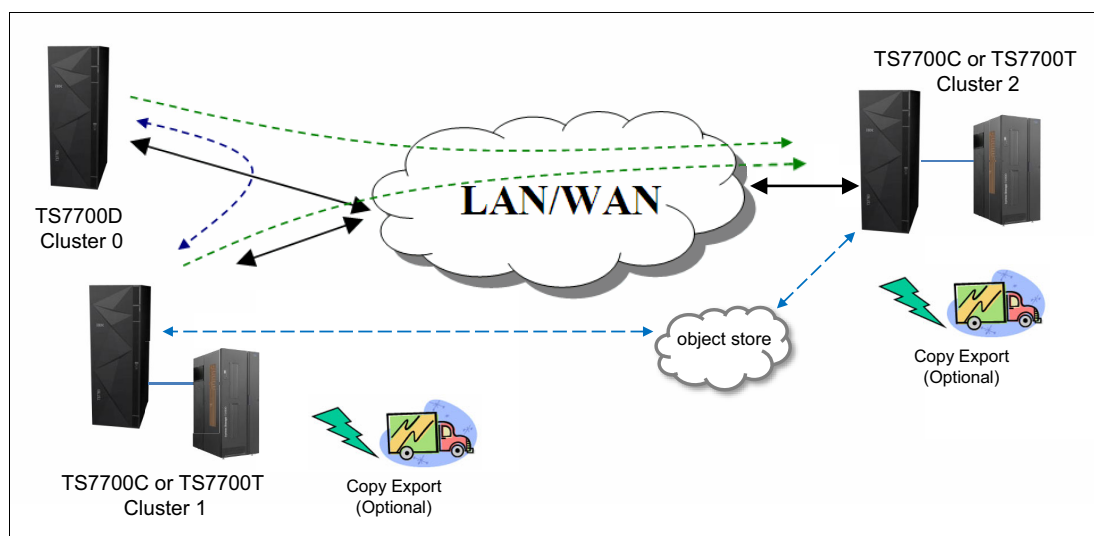 TS7700D
Cluster 0
LAN/WAN
TS7700C or TS7700T
Cluster 2
object store
Copy Export
(Optional)
TS7700C or TS7700T
Cluster 1
Copy Export
(Optional)